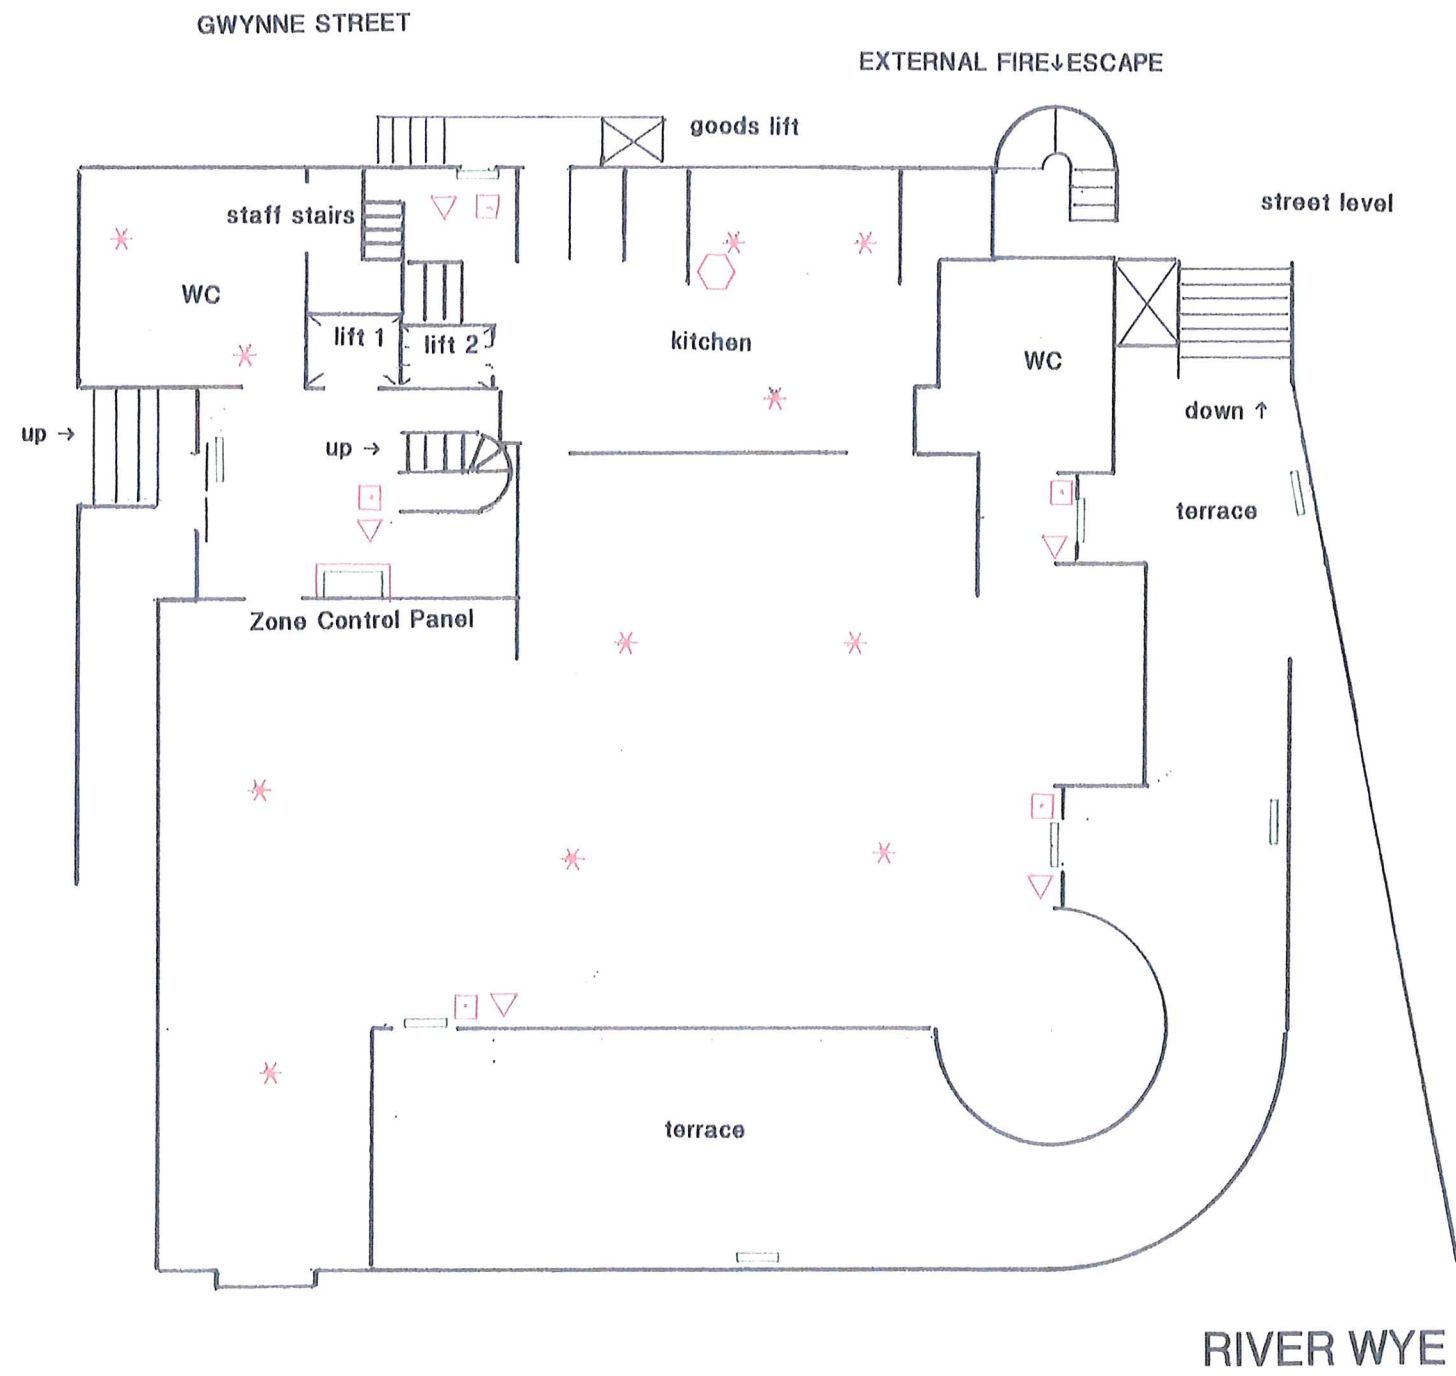 GWYNNE STREET
EXTERNAL FIRE↓ESCAPE
goods lift
street level
staff stairs
WC
lift 1
lift 2
kitchen
WC
down ↑
up →
up →
terrace
Zone Control Panel
terrace
RIVER WYE